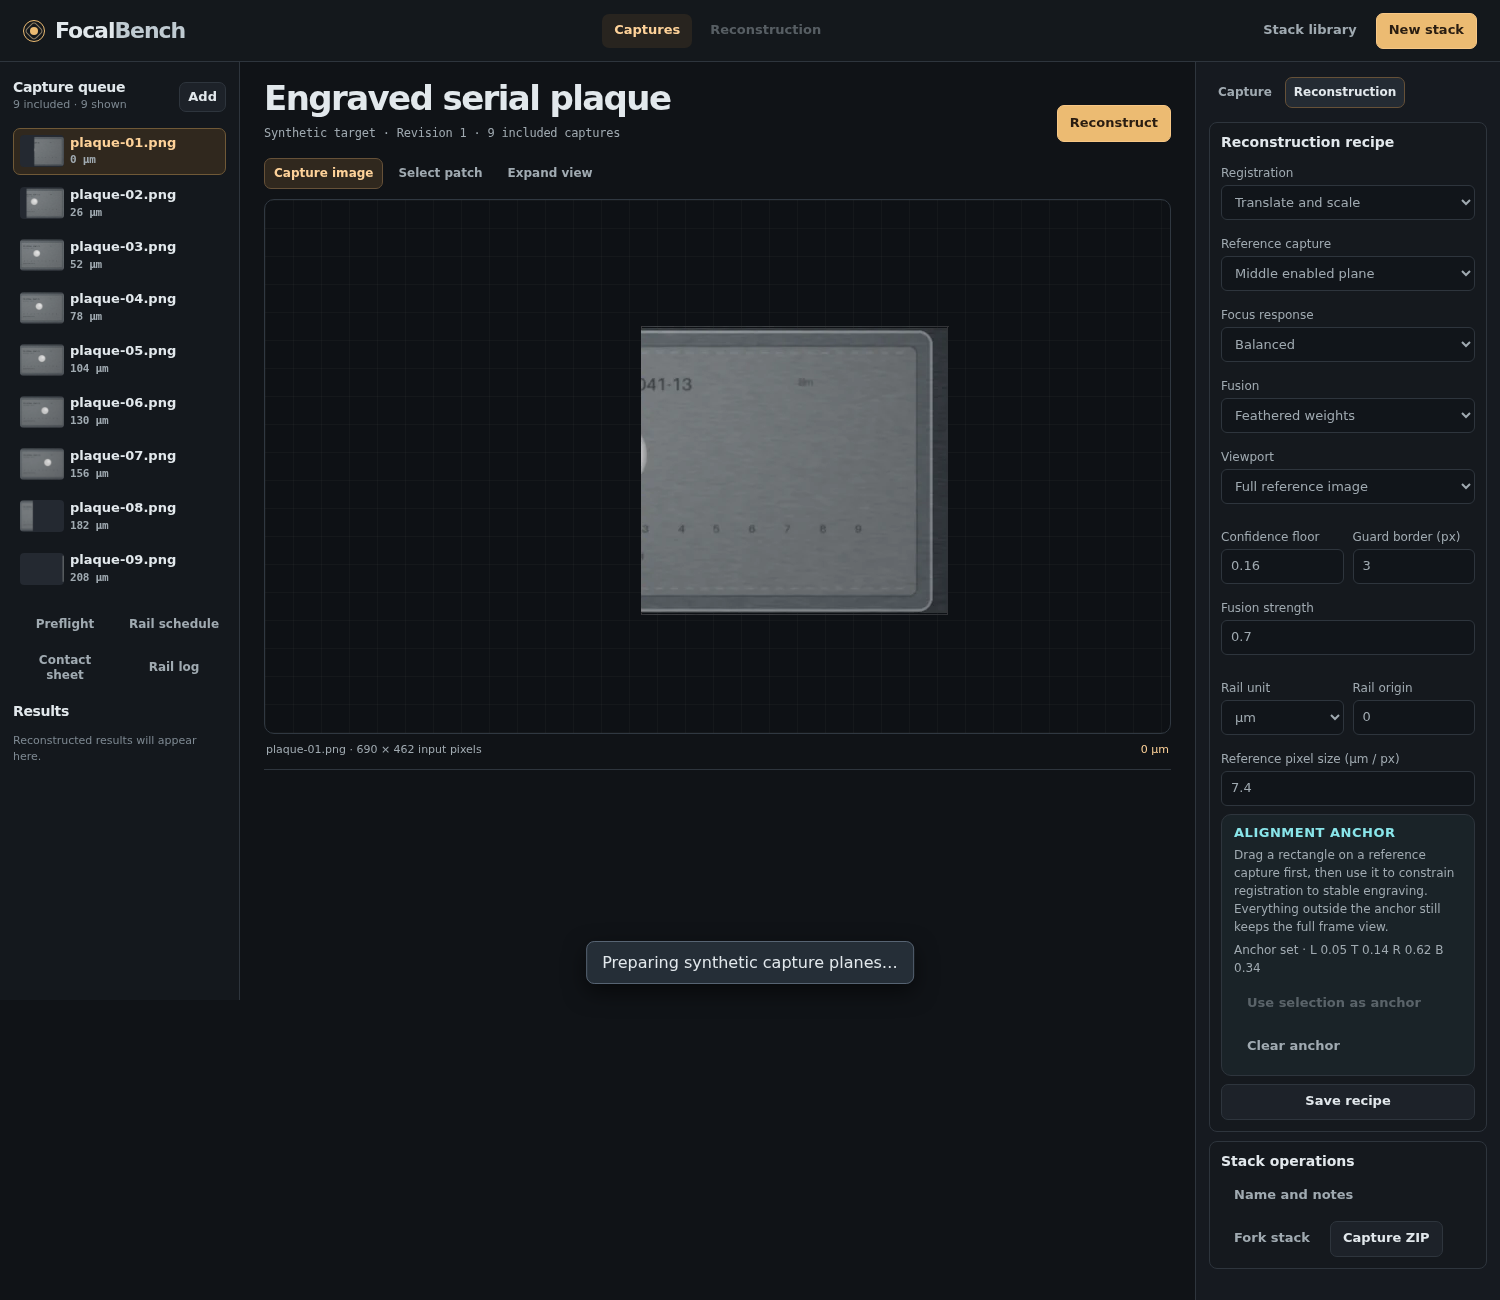 FocalBench
Captures
Reconstruction
Stack library
New stack
Capture queue
9 included · 9 shown
Add
plaque-01.png
0 µm
plaque-02.png
26 µm
plaque-03.png
52 µm
plaque-04.png
78 µm
plaque-05.png
104 µm
plaque-06.png
130 µm
plaque-07.png
156 µm
plaque-08.png
182 µm
plaque-09.png
208 µm
Preflight
Rail schedule
Contact
sheet
Rail log
Results
Reconstructed results will appear
here.
Engraved serial plaque
Synthetic target · Revision 1 · 9 included captures
Reconstruct
Capture image
Select patch
Expand view
041-13
3 4 5 6 7 8 9
plaque-01.png · 690 × 462 input pixels
0 µm
Preparing synthetic capture planes…
Capture
Reconstruction
Reconstruction recipe
Registration
Translate and scale
Reference capture
Middle enabled plane
Focus response
Balanced
Fusion
Feathered weights
Viewport
Full reference image
Confidence floor
Guard border (px)
0.16
3
Fusion strength
0.7
Rail unit
Rail origin
µm
0
Reference pixel size (µm / px)
7.4
ALIGNMENT ANCHOR
Drag a rectangle on a reference
capture first, then use it to constrain
registration to stable engraving.
Everything outside the anchor still
keeps the full frame view.
Anchor set · L 0.05 T 0.14 R 0.62 B
0.34
Use selection as anchor
Clear anchor
Save recipe
Stack operations
Name and notes
Fork stack
Capture ZIP